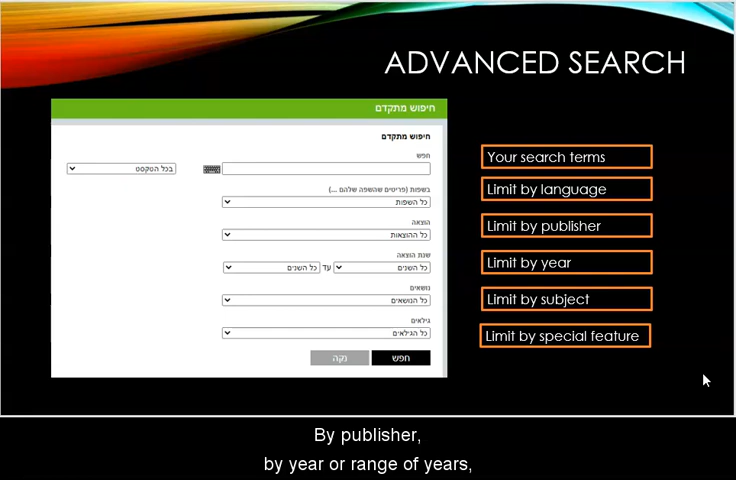 ADVANCED SEARCH
חיפוש מתקדם
חיפוש מתקדם
חפש
בכל הטקסט
בשפות (פריטים שהשפה שלהם ...)
כל השפות
הוצאה
כל ההוצאות
שנת הוצאה
כל השנים עד כל השנים
נושאים
כל הנושאים
גילאים
כל הגילאים
חפש נקה
Your search terms
Limit by language
Limit by publisher
Limit by year
Limit by subject
Limit by special feature
By publisher,
by year or range of years,